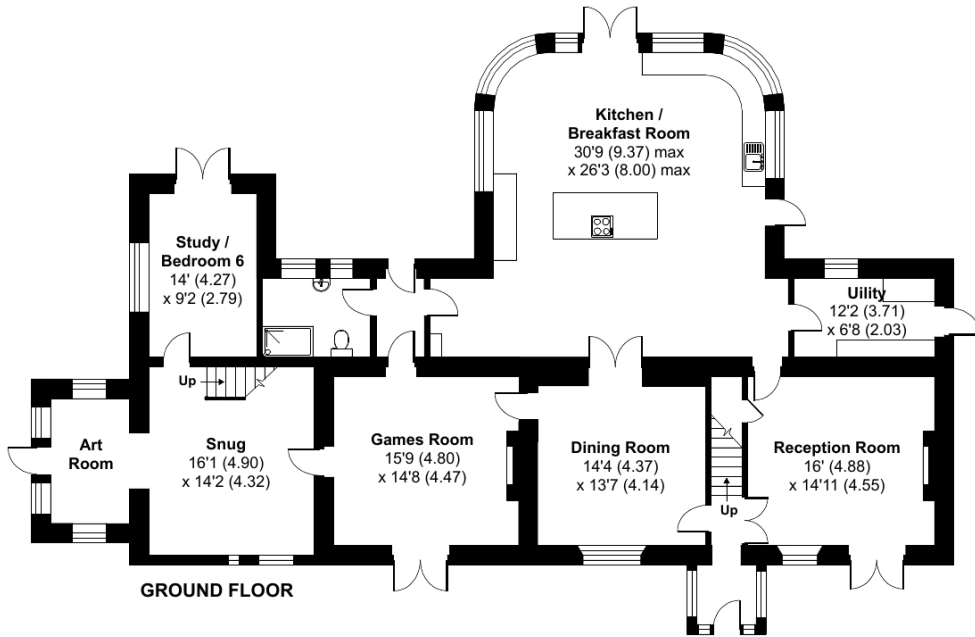 Kitchen /
Breakfast Room
30'9 (9.37) max
x 26'3 (8.00) max
Study /
Bedroom 6
14' (4.27)
x 9'2 (2.79)
Uility
12'2 (3.71)
x 6'8 (2.03)
Up
Art
Room
Snug
16'1 (4.90)
x 14'2 (4.32)
Games Room
15'9 (4.80)
x 14'8 (4.47)
Dining Room
14'4 (4.37)
x 13'7 (4.14)
Up
Reception Room
16' (4.88)
x 14'11 (4.55)
GROUND FLOOR